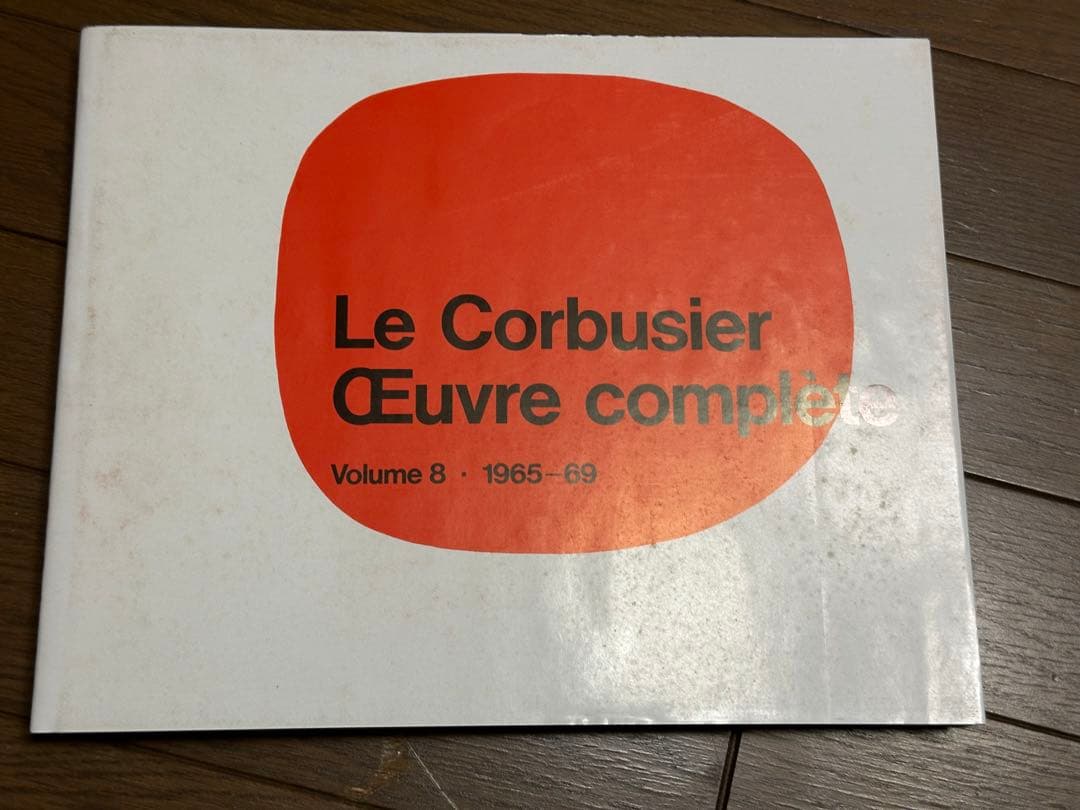 Le Corbusier
Œuvre complète
Volume 8 · 1965–69